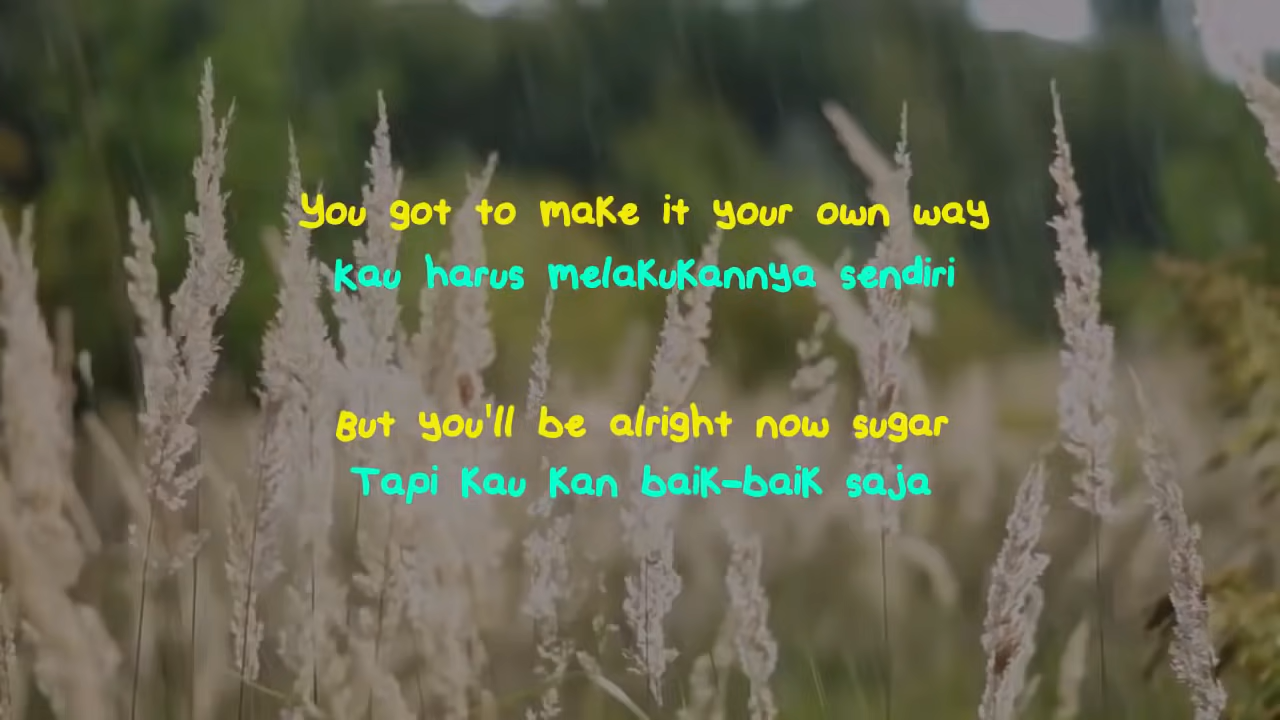 You got to make it your own way
Kau harus melakukannya sendiri
But you'll be alright now sugar
Tapi kau kan baik-baik saja